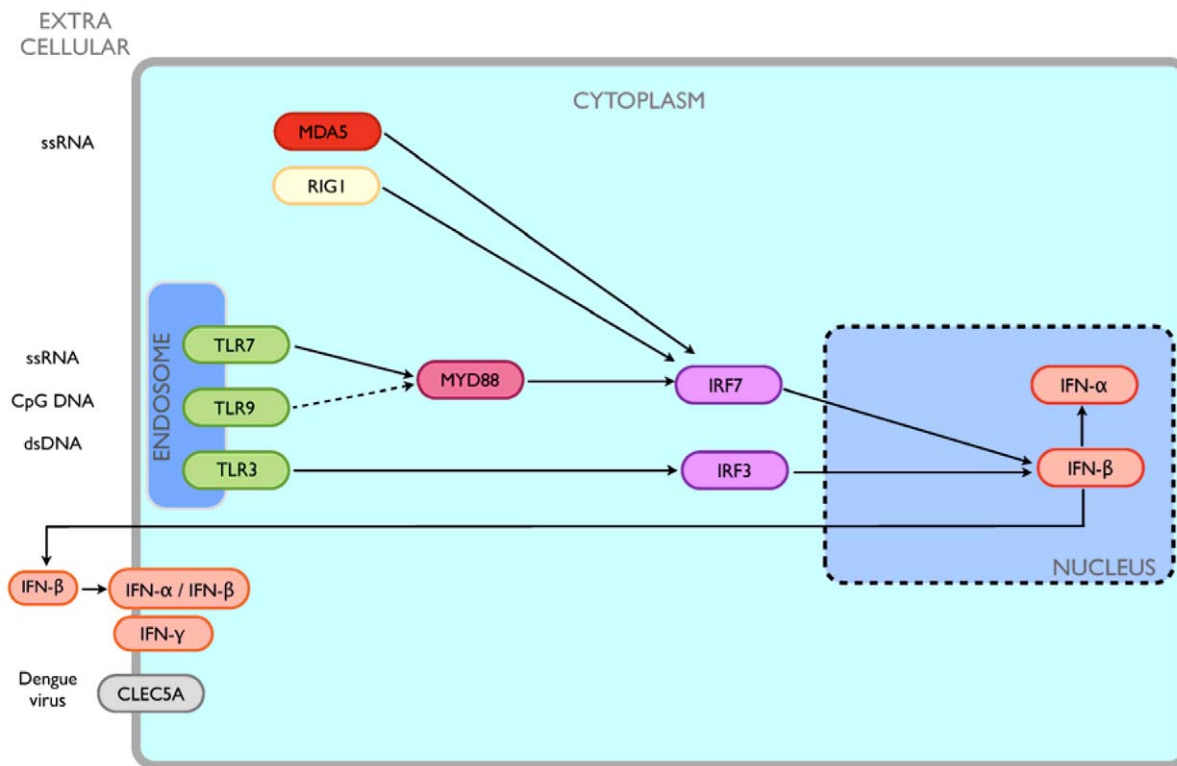 EXTRA
CELLULAR
CYTOPLASM
ssRNA
MDA5
RIG1
ENDOSOME
ssRNA
CpG DNA
dsDNA
TLR7
TLR9
TLR3
MYD88
IRF7
IRF3
IFN-α
IFN-β
NUCLEUS
IFN-β
IFN-α / IFN-β
IFN-γ
Dengue
virus
CLEC5A